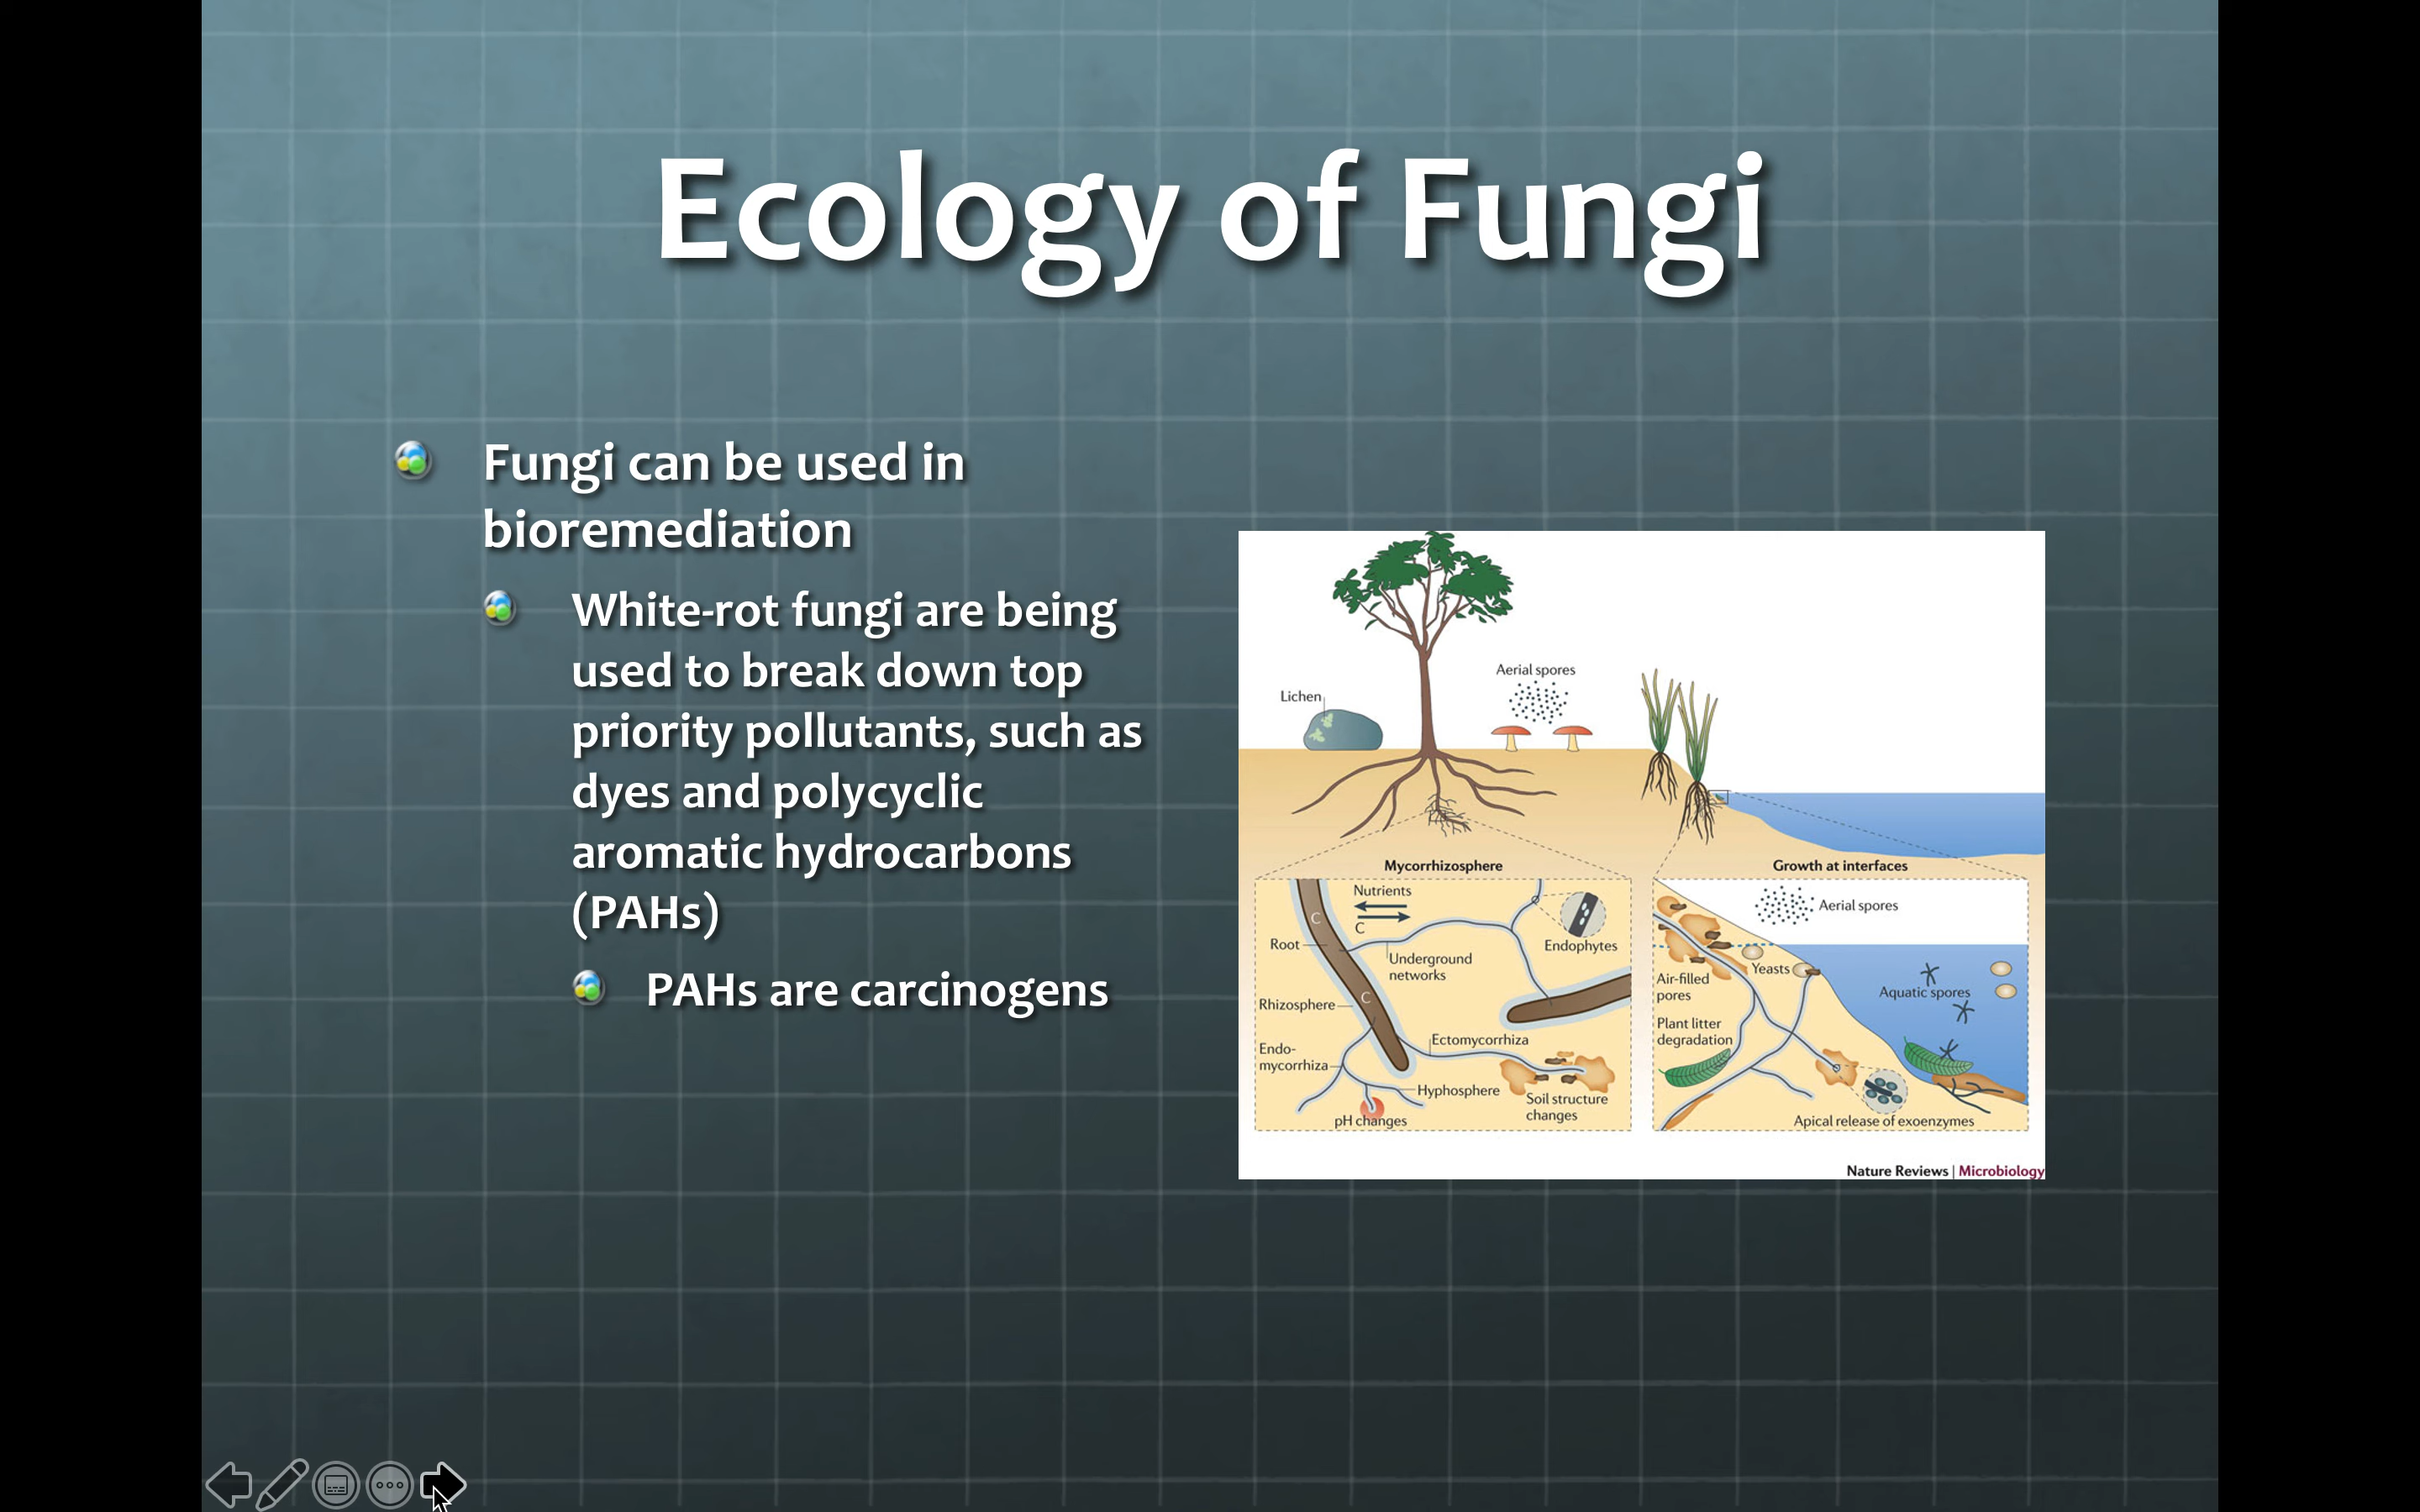 Ecology of Fungi
Fungi can be used in
bioremediation
White-rot fungi are being
used to break down top
priority pollutants, such as
dyes and polycyclic
aromatic hydrocarbons
(PAHs)
PAHs are carcinogens
Lichen
Aerial spores
Mycorrhizosphere
Nutrients
C
C
Root
Underground
networks
Endophytes
Rhizosphere
C
Ectomycorrhiza
Endo-
mycorrhiza
Hyphosphere
Soil structure
changes
pH changes
Growth at interfaces
Aerial spores
Yeasts
Air-filled
pores
Aquatic spores
Plant litter
degradation
Apical release of exoenzymes
Nature Reviews | Microbiology